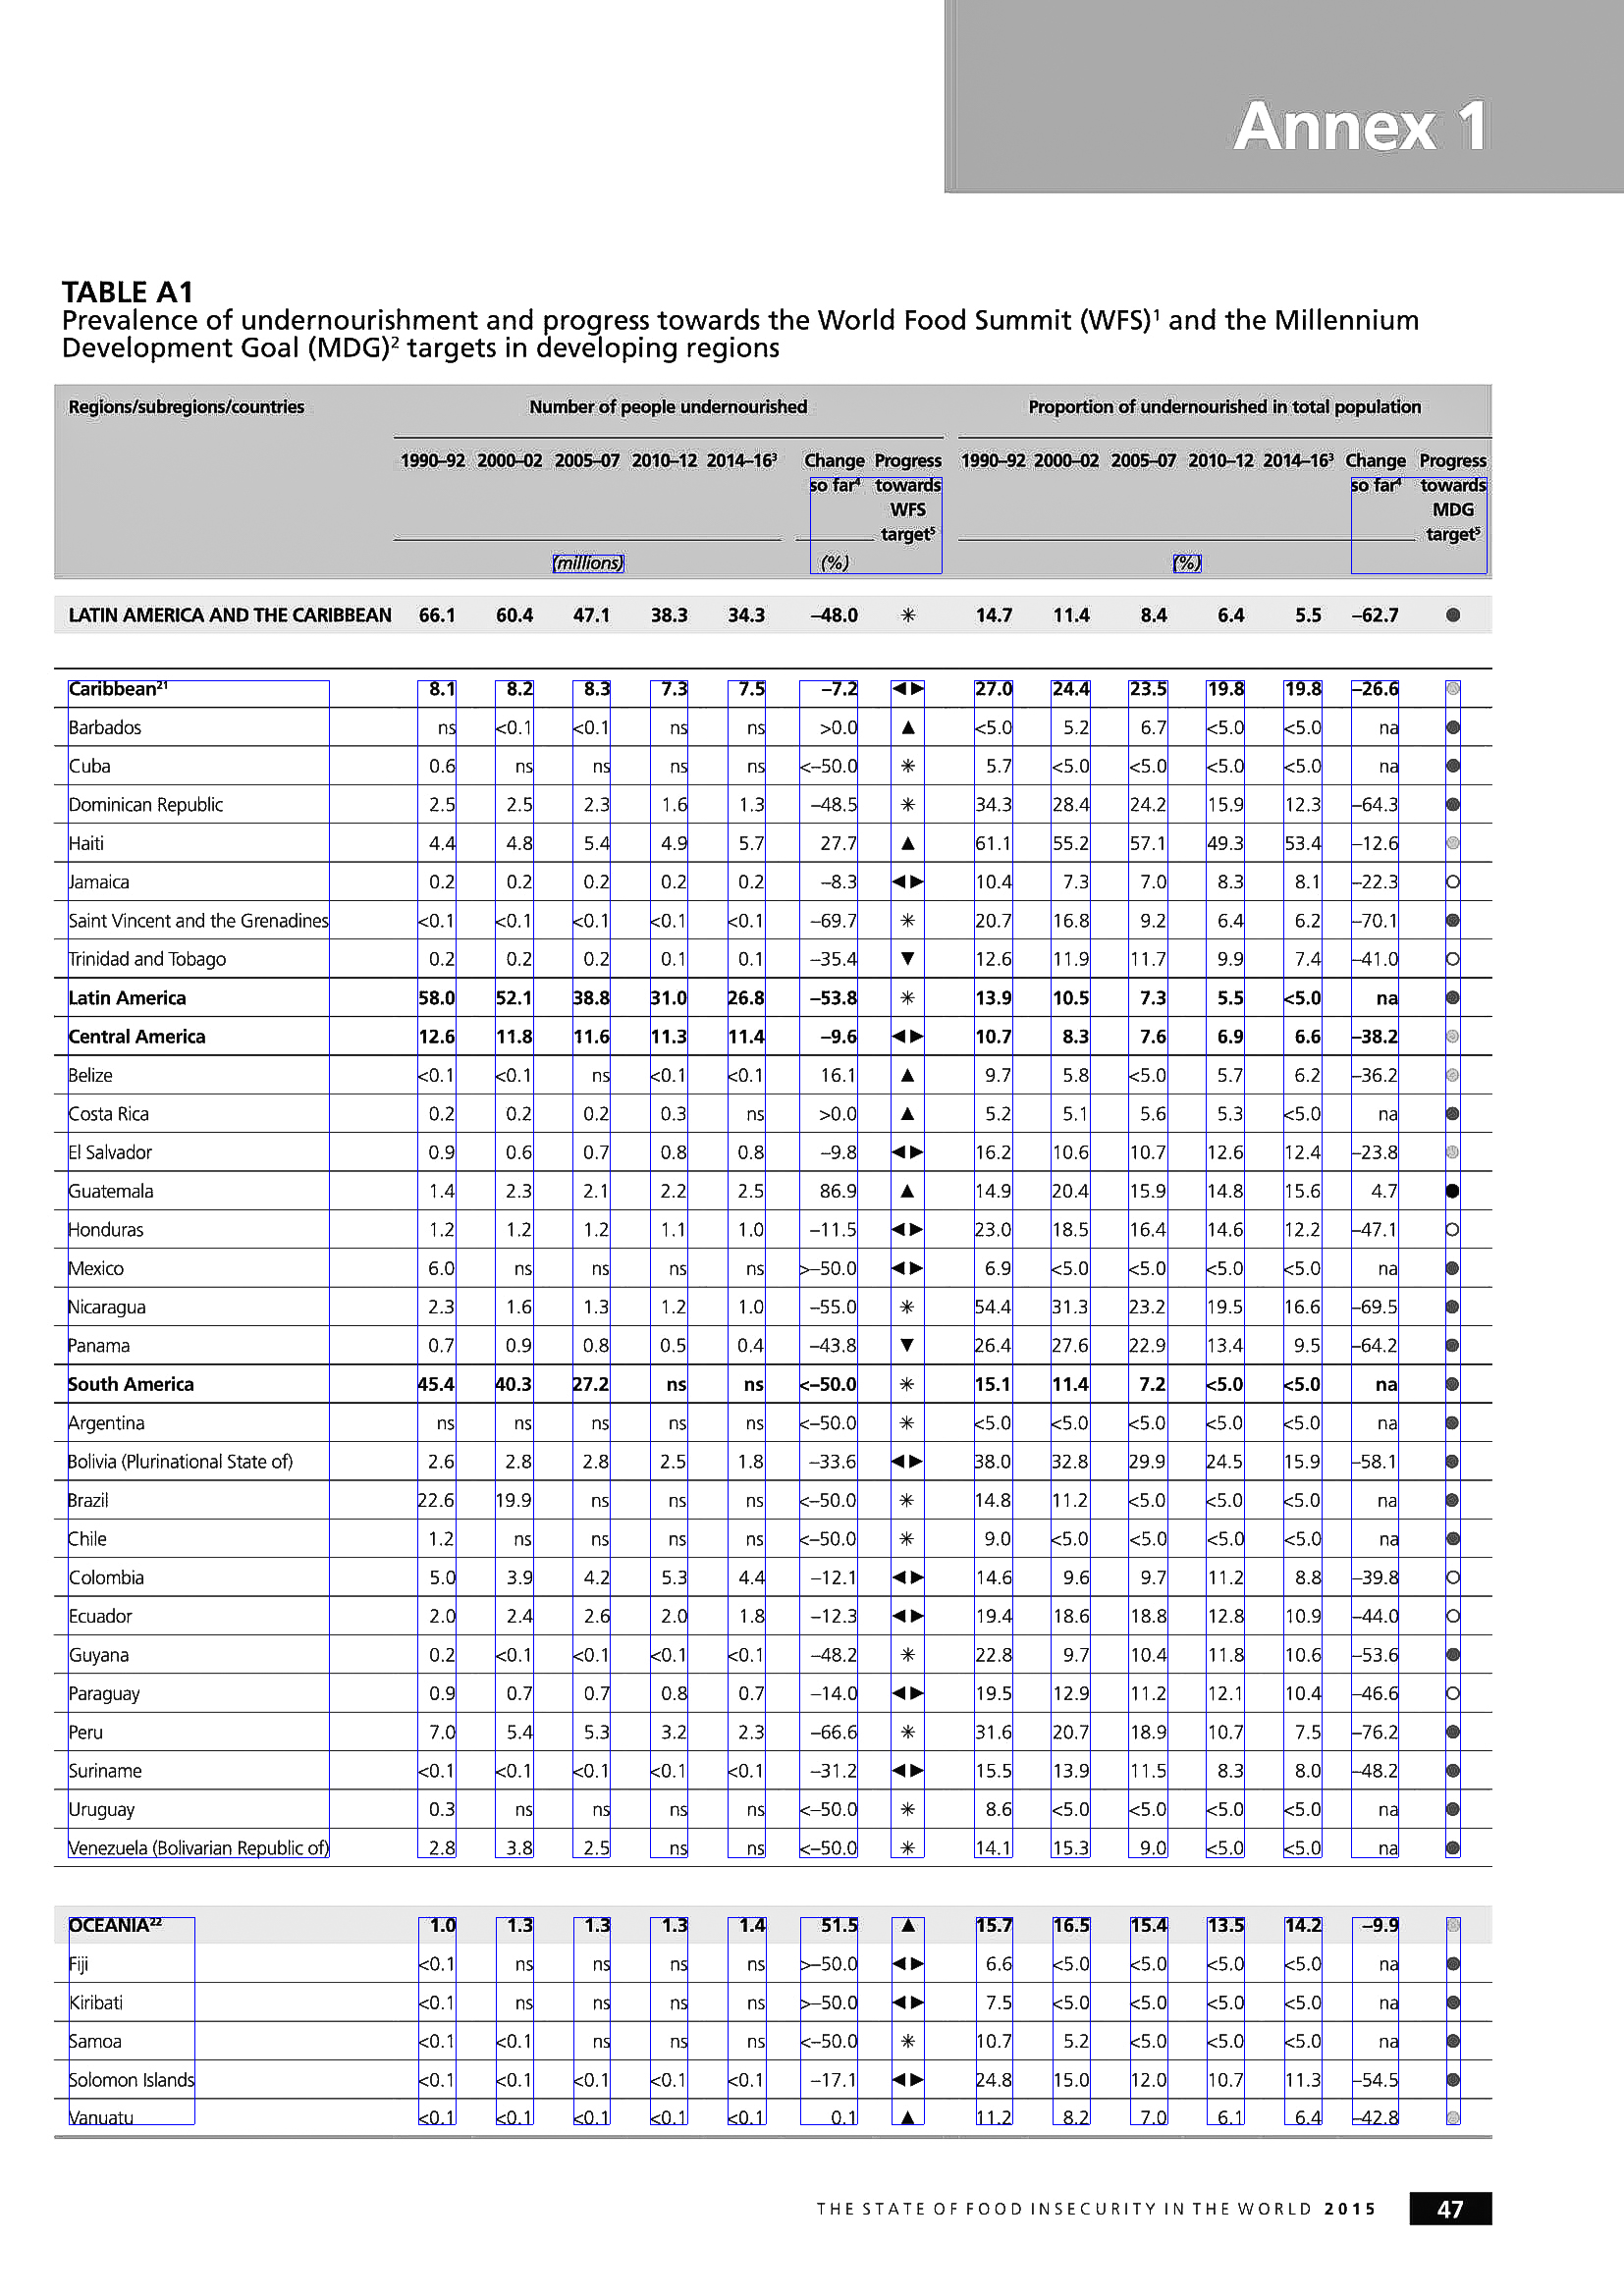 Annex 1
TABLE A1
Prevalence of undernourishment and progress towards the World Food Summit (WFS)¹ and the Millennium
Development Goal (MDG)² targets in developing regions
Regions/subregions/countries Number of people undernourished Proportion of undernourished in total population
1990–92 2000–02 2005–07 2010–12 2014–16³ Change Progress 1990–92 2000–02 2005–07 2010–12 2014–16³ Change Progress
so far⁴ towards so far⁴ towards
WFS MDG
target⁵ target⁵
(millions) (%) (%)
LATIN AMERICA AND THE CARIBBEAN 66.1 60.4 47.1 38.3 34.3 –48.0 ✳ 14.7 11.4 8.4 6.4 5.5 –62.7 ●
Caribbean²¹ 8.1 8.2 8.3 7.3 7.5 –7.2 ◄► 27.0 24.4 23.5 19.8 19.8 –26.6 ●
Barbados ns <0.1 <0.1 ns ns >0.0 ▲ <5.0 5.2 6.7 <5.0 <5.0 na ●
Cuba 0.6 ns ns ns ns <–50.0 ✳ 5.7 <5.0 <5.0 <5.0 <5.0 na ●
Dominican Republic 2.5 2.5 2.3 1.6 1.3 –48.5 ✳ 34.3 28.4 24.2 15.9 12.3 –64.3 ●
Haiti 4.4 4.8 5.4 4.9 5.7 27.7 ▲ 61.1 55.2 57.1 49.3 53.4 –12.6 ●
Jamaica 0.2 0.2 0.2 0.2 0.2 –8.3 ◄► 10.4 7.3 7.0 8.3 8.1 –22.3 ○
Saint Vincent and the Grenadines <0.1 <0.1 <0.1 <0.1 <0.1 –69.7 ✳ 20.7 16.8 9.2 6.4 6.2 –70.1 ●
Trinidad and Tobago 0.2 0.2 0.2 0.1 0.1 –35.4 ▼ 12.6 11.9 11.7 9.9 7.4 –41.0 ○
Latin America 58.0 52.1 38.8 31.0 26.8 –53.8 ✳ 13.9 10.5 7.3 5.5 <5.0 na ●
Central America 12.6 11.8 11.6 11.3 11.4 –9.6 ◄► 10.7 8.3 7.6 6.9 6.6 –38.2 ●
Belize <0.1 <0.1 ns <0.1 <0.1 16.1 ▲ 9.7 5.8 <5.0 5.7 6.2 –36.2 ●
Costa Rica 0.2 0.2 0.2 0.3 ns >0.0 ▲ 5.2 5.1 5.6 5.3 <5.0 na ●
El Salvador 0.9 0.6 0.7 0.8 0.8 –9.8 ◄► 16.2 10.6 10.7 12.6 12.4 –23.8 ●
Guatemala 1.4 2.3 2.1 2.2 2.5 86.9 ▲ 14.9 20.4 15.9 14.8 15.6 4.7 ●
Honduras 1.2 1.2 1.2 1.1 1.0 –11.5 ◄► 23.0 18.5 16.4 14.6 12.2 –47.1 ○
Mexico 6.0 ns ns ns ns >–50.0 ◄► 6.9 <5.0 <5.0 <5.0 <5.0 na ●
Nicaragua 2.3 1.6 1.3 1.2 1.0 –55.0 ✳ 54.4 31.3 23.2 19.5 16.6 –69.5 ●
Panama 0.7 0.9 0.8 0.5 0.4 –43.8 ▼ 26.4 27.6 22.9 13.4 9.5 –64.2 ●
South America 45.4 40.3 27.2 ns ns <–50.0 ✳ 15.1 11.4 7.2 <5.0 <5.0 na ●
Argentina ns ns ns ns ns <–50.0 ✳ <5.0 <5.0 <5.0 <5.0 <5.0 na ●
Bolivia (Plurinational State of) 2.6 2.8 2.8 2.5 1.8 –33.6 ◄► 38.0 32.8 29.9 24.5 15.9 –58.1 ●
Brazil 22.6 19.9 ns ns ns <–50.0 ✳ 14.8 11.2 <5.0 <5.0 <5.0 na ●
Chile 1.2 ns ns ns ns <–50.0 ✳ 9.0 <5.0 <5.0 <5.0 <5.0 na ●
Colombia 5.0 3.9 4.2 5.3 4.4 –12.1 ◄► 14.6 9.6 9.7 11.2 8.8 –39.8 ○
Ecuador 2.0 2.4 2.6 2.0 1.8 –12.3 ◄► 19.4 18.6 18.8 12.8 10.9 –44.0 ○
Guyana 0.2 <0.1 <0.1 <0.1 <0.1 –48.2 ✳ 22.8 9.7 10.4 11.8 10.6 –53.6 ●
Paraguay 0.9 0.7 0.7 0.8 0.7 –14.0 ◄► 19.5 12.9 11.2 12.1 10.4 –46.6 ○
Peru 7.0 5.4 5.3 3.2 2.3 –66.6 ✳ 31.6 20.7 18.9 10.7 7.5 –76.2 ●
Suriname <0.1 <0.1 <0.1 <0.1 <0.1 –31.2 ◄► 15.5 13.9 11.5 8.3 8.0 –48.2 ●
Uruguay 0.3 ns ns ns ns <–50.0 ✳ 8.6 <5.0 <5.0 <5.0 <5.0 na ●
Venezuela (Bolivarian Republic of) 2.8 3.8 2.5 ns ns <–50.0 ✳ 14.1 15.3 9.0 <5.0 <5.0 na ●
OCEANIA²² 1.0 1.3 1.3 1.3 1.4 51.5 ▲ 15.7 16.5 15.4 13.5 14.2 –9.9 ●
Fiji <0.1 ns ns ns ns >–50.0 ◄► 6.6 <5.0 <5.0 <5.0 <5.0 na ●
Kiribati <0.1 ns ns ns ns >–50.0 ◄► 7.5 <5.0 <5.0 <5.0 <5.0 na ●
Samoa <0.1 <0.1 ns ns ns <–50.0 ✳ 10.7 5.2 <5.0 <5.0 <5.0 na ●
Solomon Islands <0.1 <0.1 <0.1 <0.1 <0.1 –17.1 ◄► 24.8 15.0 12.0 10.7 11.3 –54.5 ●
Vanuatu <0.1 <0.1 <0.1 <0.1 <0.1 0.1 ▲ 11.2 8.2 7.0 6.1 6.4 –42.8 ●
THE STATE OF FOOD INSECURITY IN THE WORLD 2015 47